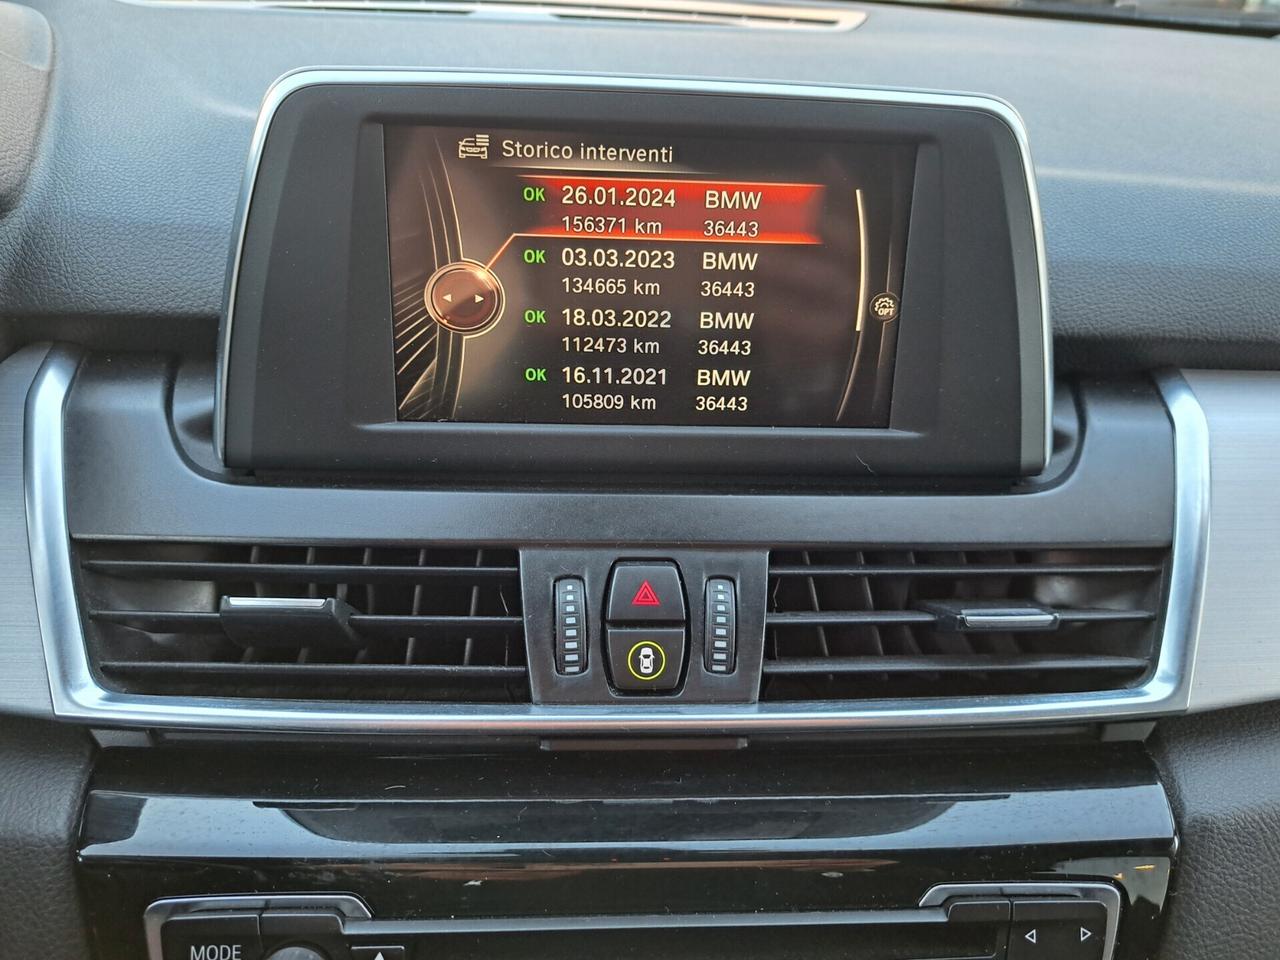 Storico interventi
OK 26.01.2024 BMW
156371 km 36443
OK 03.03.2023 BMW
134665 km 36443
OK 18.03.2022 BMW
112473 km 36443
OK 16.11.2021 BMW
105809 km 36443
OPT
MODE